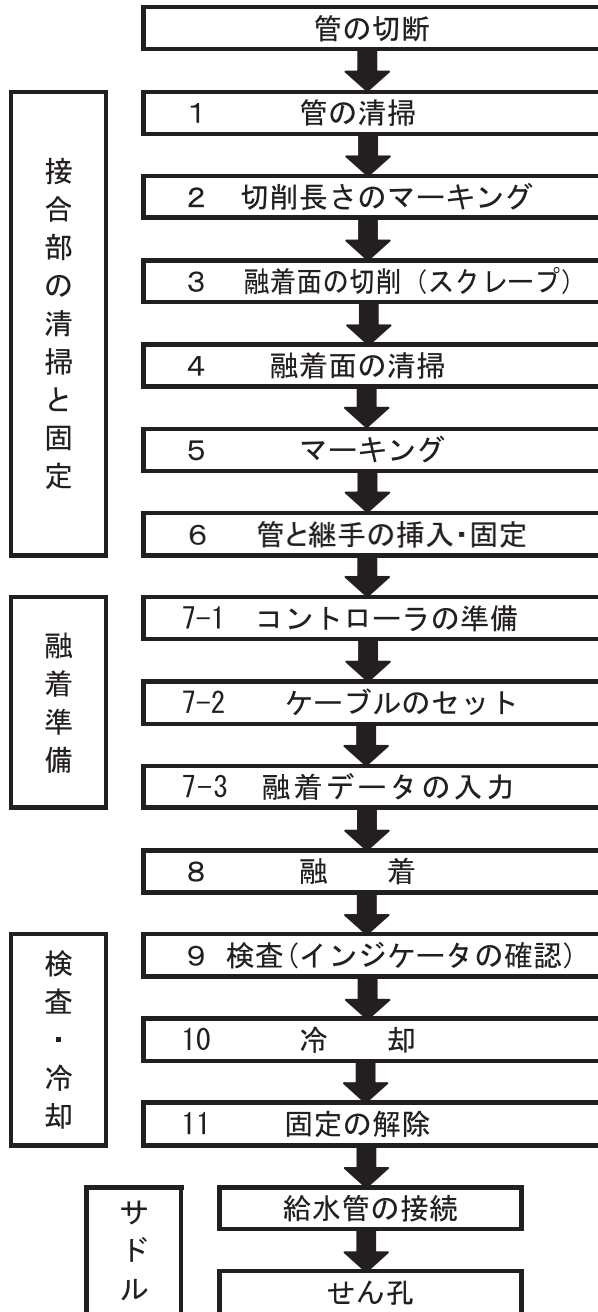 管の切断
接合部の清掃と固定
1 管の清掃
2 切削長さのマーキング
3 融着面の切削（スクレープ）
4 融着面の清掃
5 マーキング
6 管と継手の挿入・固定
融着準備
7-1 コントローラの準備
7-2 ケーブルのセット
7-3 融着データの入力
8 融 着
検査・冷却
9 検査（インジケータの確認）
10 冷 却
11 固定の解除
サドル
給水管の接続
せん孔